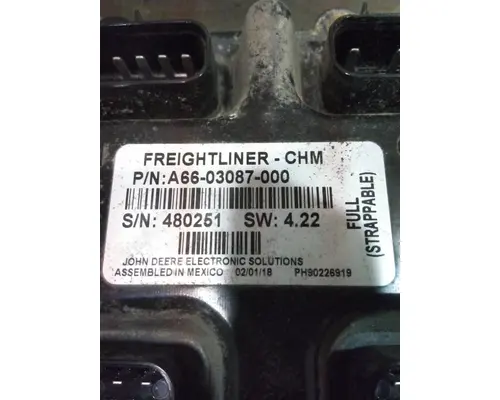 FREIGHTLINER - CHM
P/N:A66-03087-000
S/N: 480251 SW: 4.22
JOHN DEERE ELECTRONIC SOLUTIONS
ASSEMBLED IN MEXICO 02/01/18 PH90226919
FULL
(STRAPPABLE)